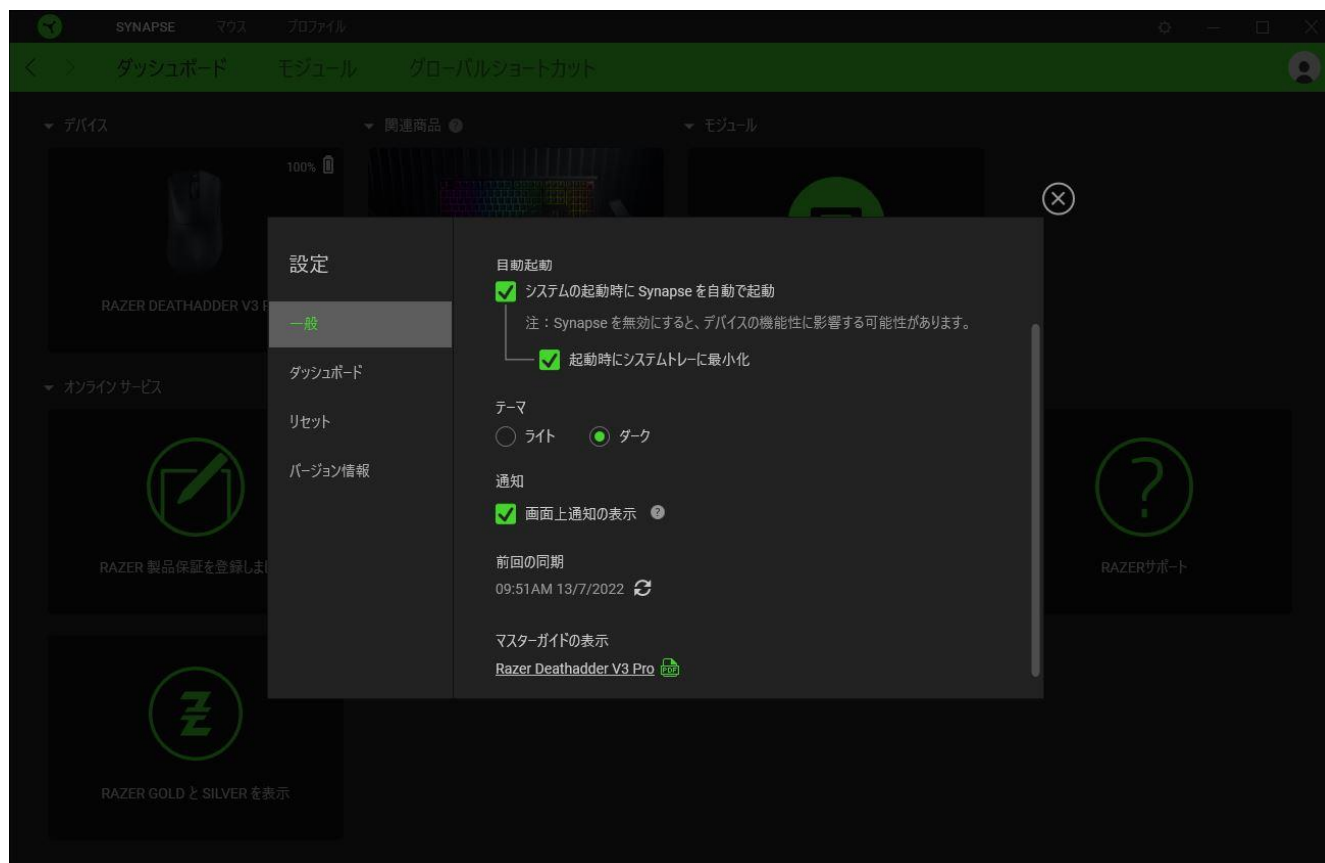 SYNAPSE マウス プロファイル
ダッシュボード モジュール グローバルショートカット
デバイス 関連商品 モジュール
100%
RAZER DEATHADDER V3 P
オンライン サービス
RAZER 製品保証を登録しまし
RAZERサポート
RAZER GOLD と SILVER を表示
設定
一般
ダッシュボード
リセット
バージョン情報
自動起動
システムの起動時に Synapse を自動で起動
注：Synapse を無効にすると、デバイスの機能性に影響する可能性があります。
起動時にシステムトレーに最小化
テーマ
ライト ダーク
通知
画面上通知の表示
前回の同期
09:51AM 13/7/2022
マスターガイドの表示
Razer Deathadder V3 Pro
PDF